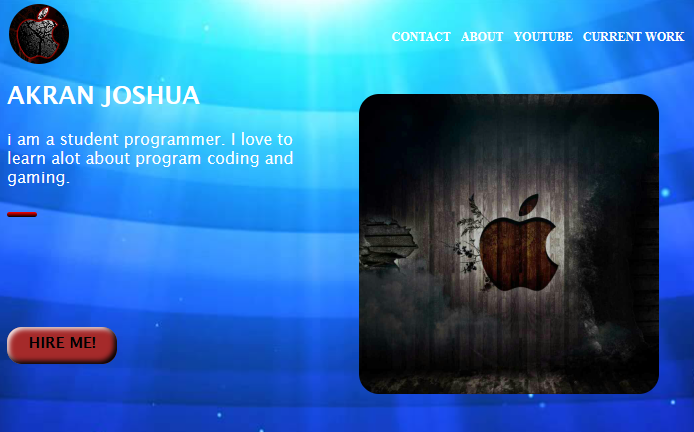 CONTACT ABOUT YOUTUBE CURRENT WORK
AKRAN JOSHUA
i am a student programmer. I love to
learn alot about program coding and
gaming.
HIRE ME!